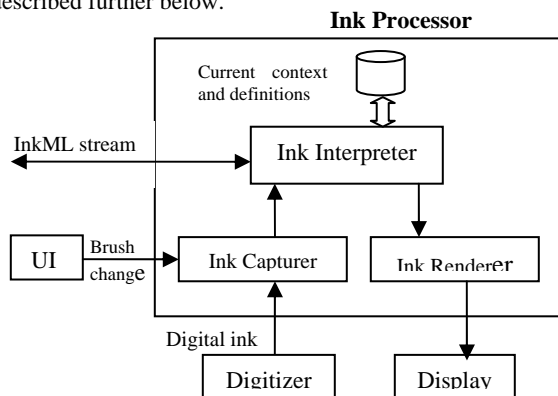 described further below.
Ink Processor
Current context
and definitions
InkML stream
Ink Interpreter
UI
Brush
change
Ink Capturer
Ink Renderer
Digital ink
Digitizer
Display